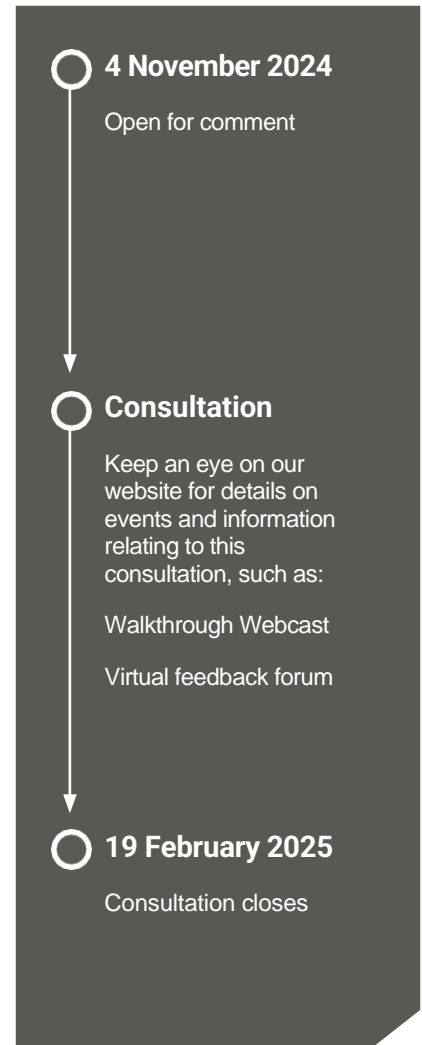 4 November 2024
Open for comment
Consultation
Keep an eye on our
website for details on
events and information
relating to this
consultation, such as:
Walkthrough Webcast
Virtual feedback forum
19 February 2025
Consultation closes